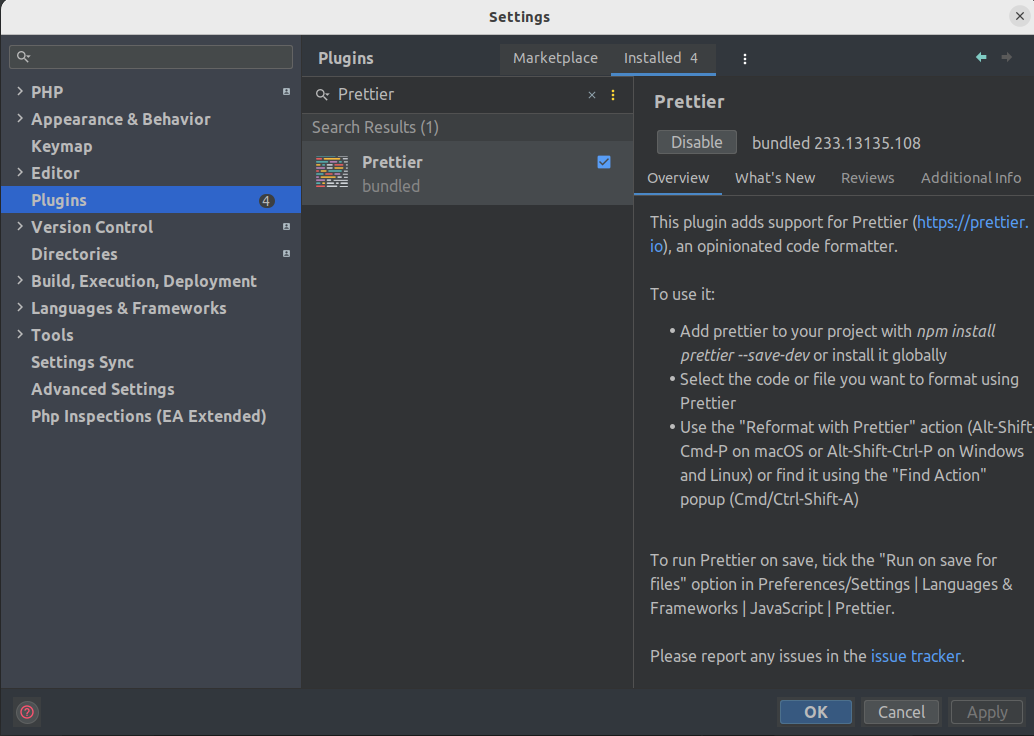 Settings
Plugins
Marketplace
Installed 4
PHP
Appearance & Behavior
Keymap
Editor
Plugins 4
Version Control
Directories
Build, Execution, Deployment
Languages & Frameworks
Tools
Settings Sync
Advanced Settings
Php Inspections (EA Extended)
Prettier
Search Results (1)
Prettier
bundled
Prettier
Disable
bundled 233.13135.108
Overview
What's New
Reviews
Additional Info
This plugin adds support for Prettier (https://prettier.
io), an opinionated code formatter.
To use it:
• Add prettier to your project with npm install
prettier --save-dev or install it globally
• Select the code or file you want to format using
Prettier
• Use the "Reformat with Prettier" action (Alt-Shift-
Cmd-P on macOS or Alt-Shift-Ctrl-P on Windows
and Linux) or find it using the "Find Action"
popup (Cmd/Ctrl-Shift-A)
To run Prettier on save, tick the "Run on save for
files" option in Preferences/Settings | Languages &
Frameworks | JavaScript | Prettier.
Please report any issues in the issue tracker.
?
OK
Cancel
Apply